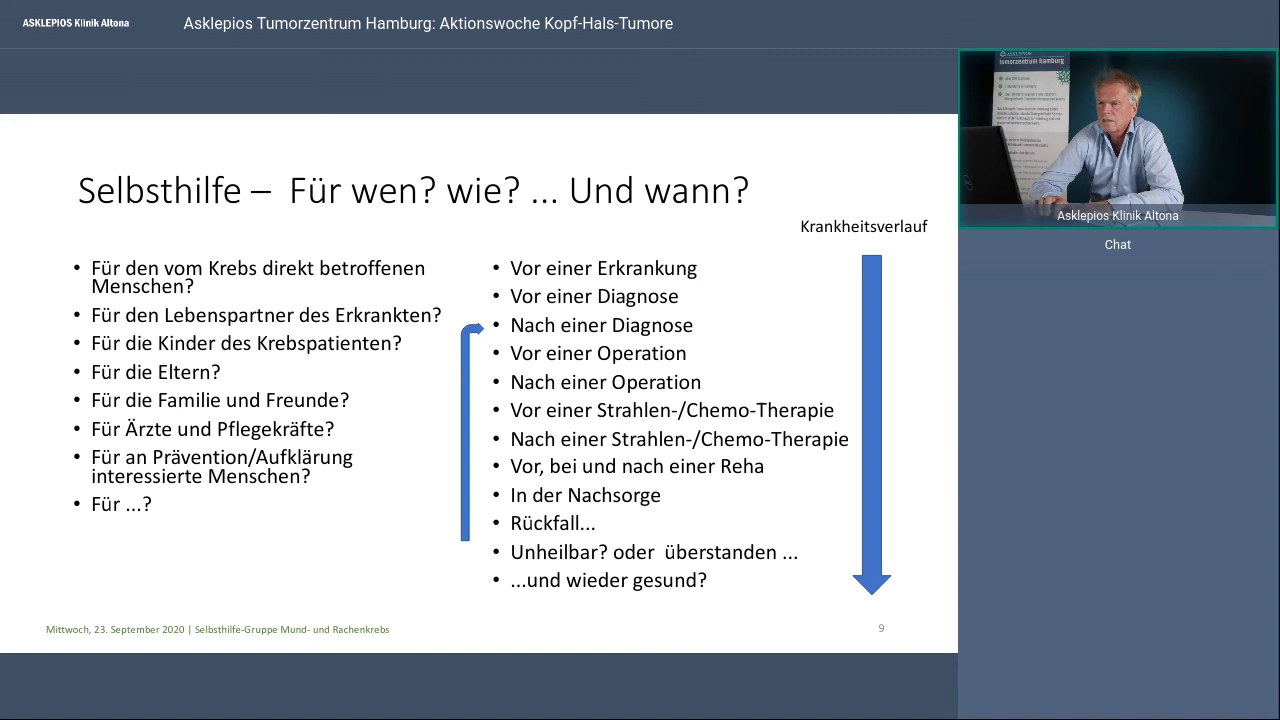 ASKLEPIOS Klinik Altona
Asklepios Tumorzentrum Hamburg: Aktionswoche Kopf-Hals-Tumore
ASKLEPIOS
tumorzentrum hamburg
Asklepios Klinik Altona
Chat
Selbsthilfe – Für wen? wie? ... Und wann?
Krankheitsverlauf
• Für den vom Krebs direkt betroffenen
Menschen?
• Für den Lebenspartner des Erkrankten?
• Für die Kinder des Krebspatienten?
• Für die Eltern?
• Für die Familie und Freunde?
• Für Ärzte und Pflegekräfte?
• Für an Prävention/Aufklärung
interessierte Menschen?
• Für ...?
• Vor einer Erkrankung
• Vor einer Diagnose
• Nach einer Diagnose
• Vor einer Operation
• Nach einer Operation
• Vor einer Strahlen-/Chemo-Therapie
• Nach einer Strahlen-/Chemo-Therapie
• Vor, bei und nach einer Reha
• In der Nachsorge
• Rückfall...
• Unheilbar? oder überstanden ...
• ...und wieder gesund?
Mittwoch, 23. September 2020 | Selbsthilfe-Gruppe Mund- und Rachenkrebs
9